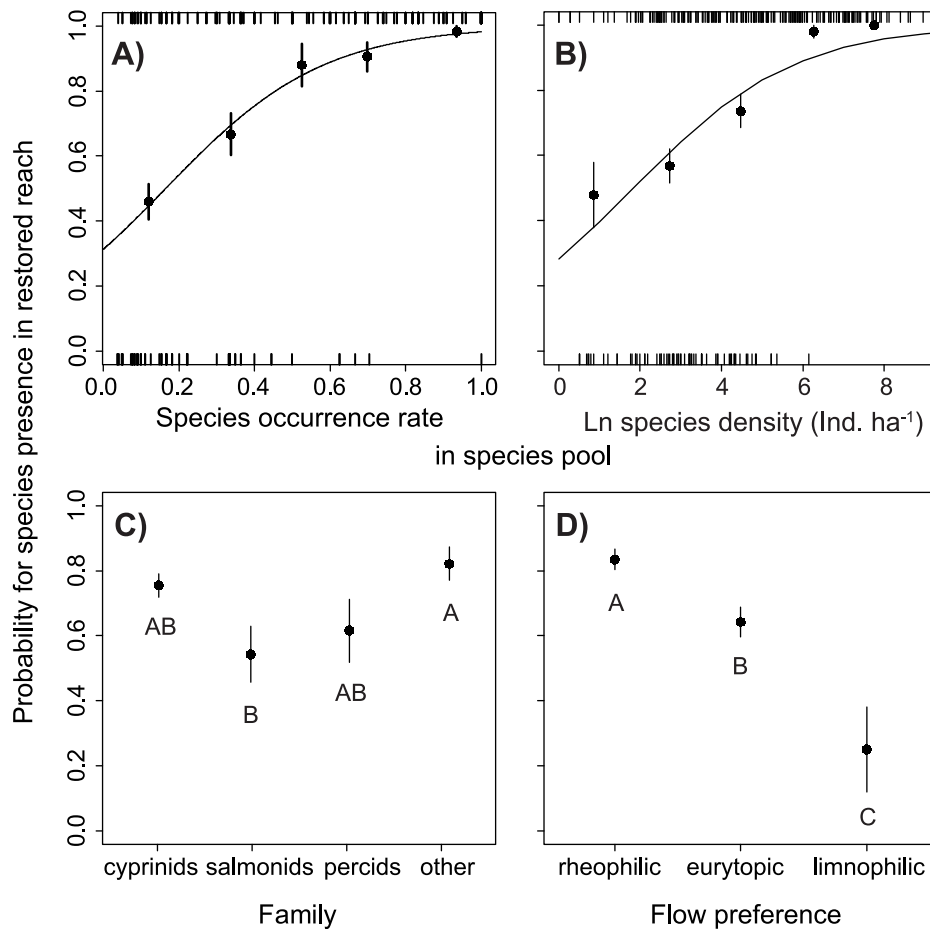 Probability for species presence in restored reach
A)
1.0
0.8
0.6
0.4
0.2
0.0
0.0 0.2 0.4 0.6 0.8 1.0
Species occurrence rate
B)
0 2 4 6 8
Ln species density (Ind. ha⁻¹)
in species pool
C)
1.0
0.8
0.6
0.4
0.2
0.0
AB
B
AB
A
cyprinids salmonids percids other
Family
D)
A
B
C
rheophilic eurytopic limnophilic
Flow preference